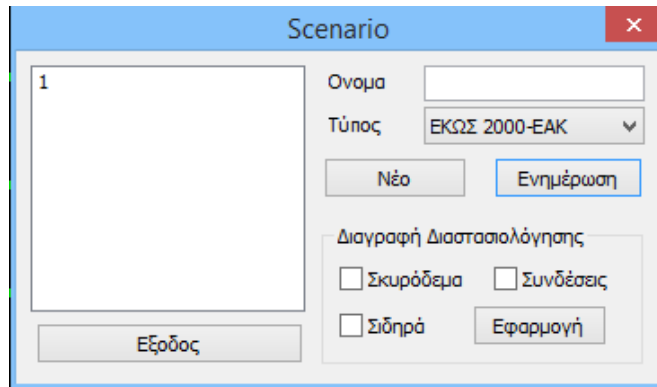 Scenario
1
Ονομα
Τύπος
ΕΚΩΣ 2000-ΕΑΚ
Νέο
Ενημέρωση
Διαγραφή Διαστασιολόγησης
Σκυρόδεμα
Συνδέσεις
Σιδηρά
Εφαρμογή
Εξοδος